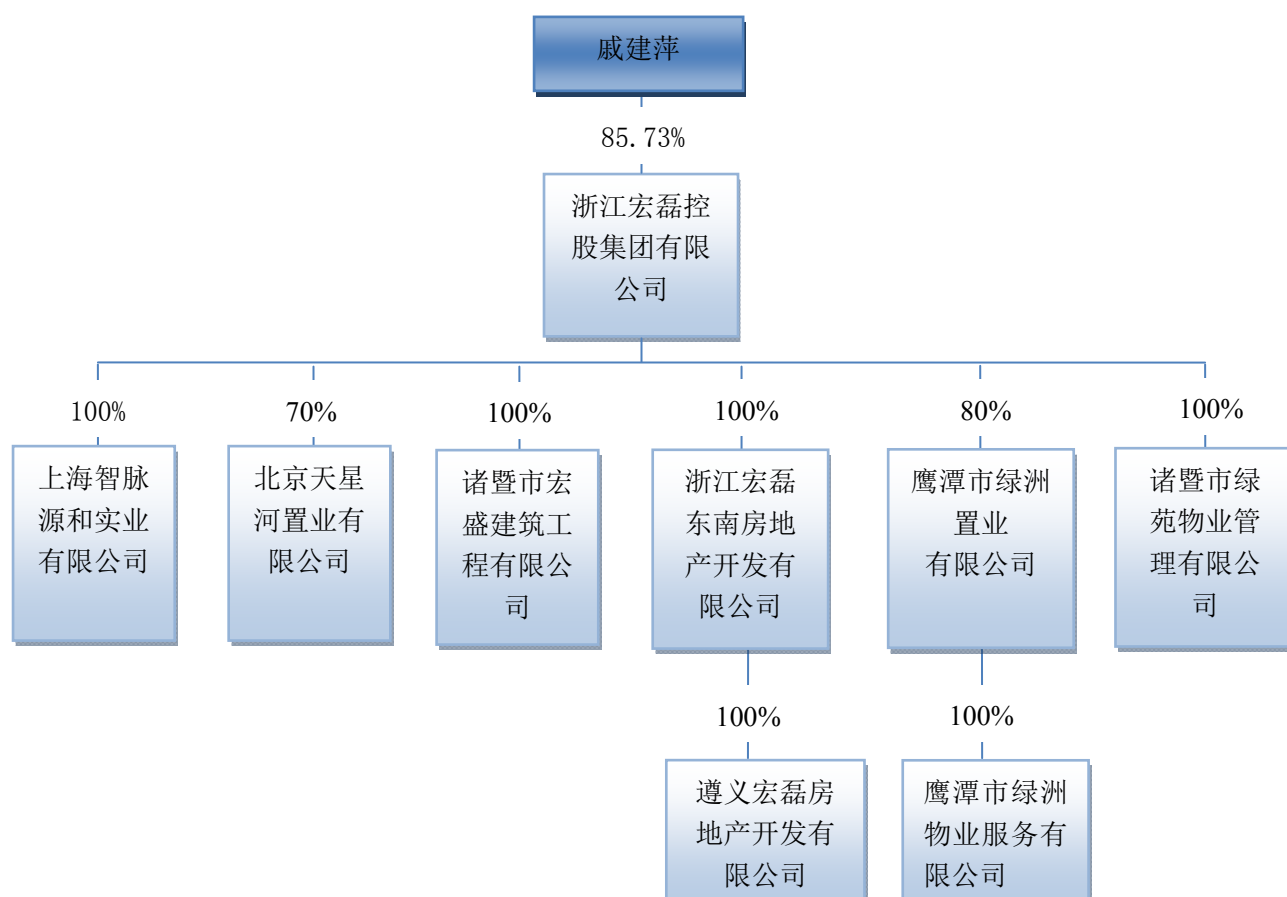 戚建萍
85.73%
浙江宏磊控
股集团有限
公司
100%
70%
100%
100%
80%
100%
上海智脉
源和实业
有限公司
北京天星
河置业有
限公司
诸暨市宏
盛建筑工
程有限公
司
浙江宏磊
东南房地
产开发有
限公司
鹰潭市绿洲
置业
有限公司
诸暨市绿
苑物业管
理有限公
司
100%
100%
遵义宏磊房
地产开发有
限公司
鹰潭市绿洲
物业服务有
限公司